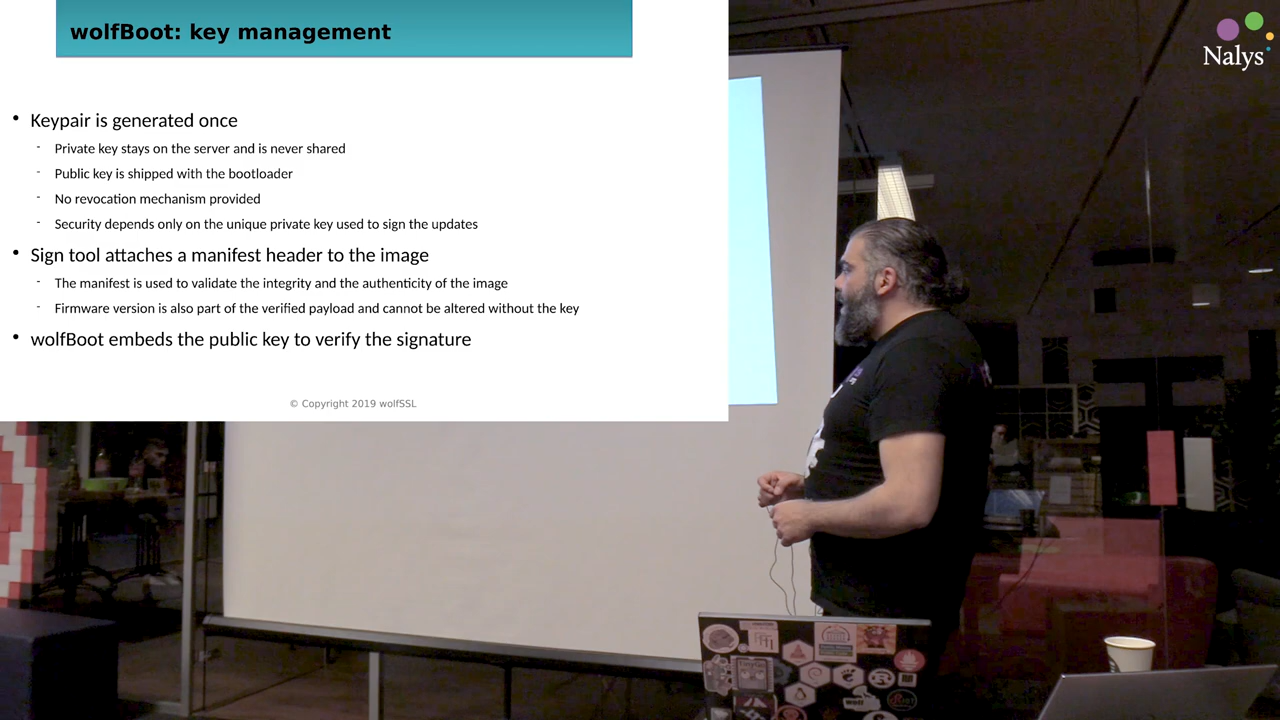 wolfBoot: key management
• Keypair is generated once
- Private key stays on the server and is never shared
- Public key is shipped with the bootloader
- No revocation mechanism provided
- Security depends only on the unique private key used to sign the updates
• Sign tool attaches a manifest header to the image
- The manifest is used to validate the integrity and the authenticity of the image
- Firmware version is also part of the verified payload and cannot be altered without the key
• wolfBoot embeds the public key to verify the signature
© Copyright 2019 wolfSSL
Nalys
wolf
RIOT